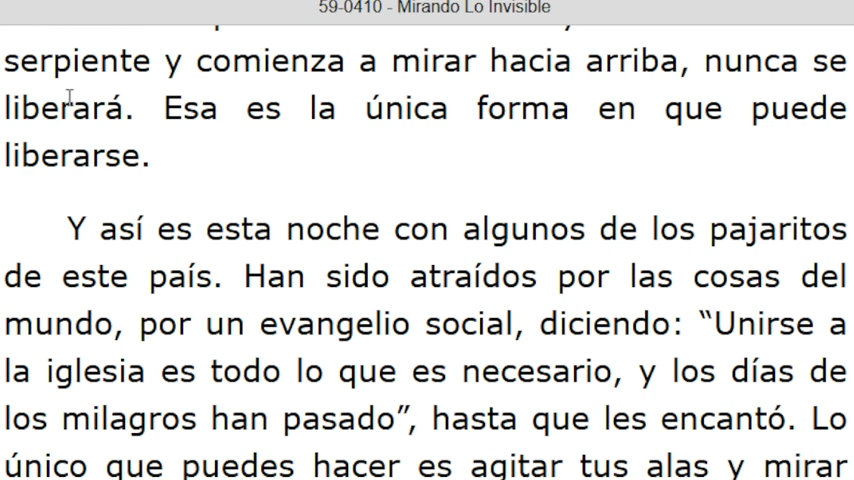 59-0410 - Mirando Lo Invisible
serpiente y comienza a mirar hacia arriba, nunca se
liberará. Esa es la única forma en que puede
liberarse.
Y así es esta noche con algunos de los pajaritos
de este país. Han sido atraídos por las cosas del
mundo, por un evangelio social, diciendo: “Unirse a
la iglesia es todo lo que es necesario, y los días de
los milagros han pasado”, hasta que les encantó. Lo
único que puedes hacer es agitar tus alas y mirar